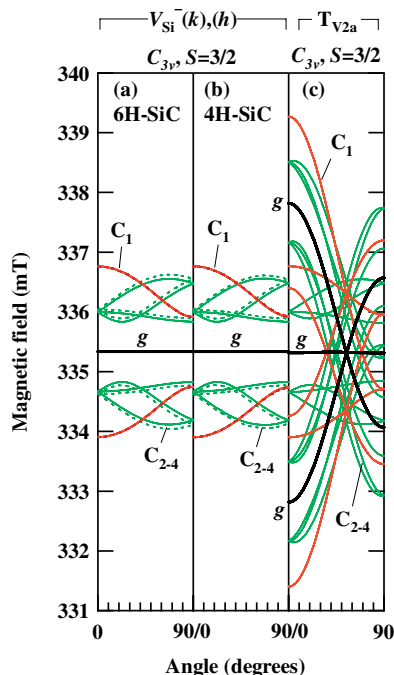 V_Si^−(k),(h) T_V2a
C_3v, S=3/2 C_3v, S=3/2
340
(a) (b) (c)
6H-SiC 4H-SiC
339
C_1
338
g
337
C_1 C_1
336
g g g
Magnetic field (mT)
335
334
C_2-4 C_2-4
333
C_2-4
g
332
331
0 90/0 90/0 90
Angle (degrees)